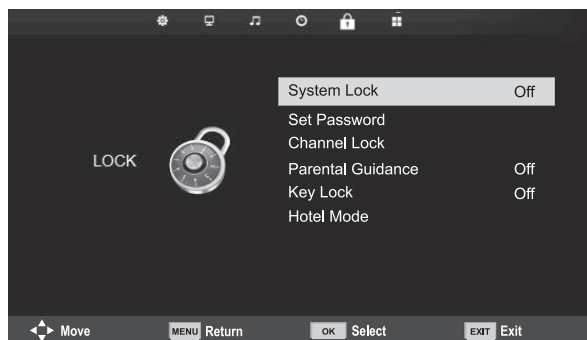 LOCK
System Lock Off
Set Password
Channel Lock
Parental Guidance Off
Key Lock Off
Hotel Mode
Move MENU Return OK Select EXIT Exit